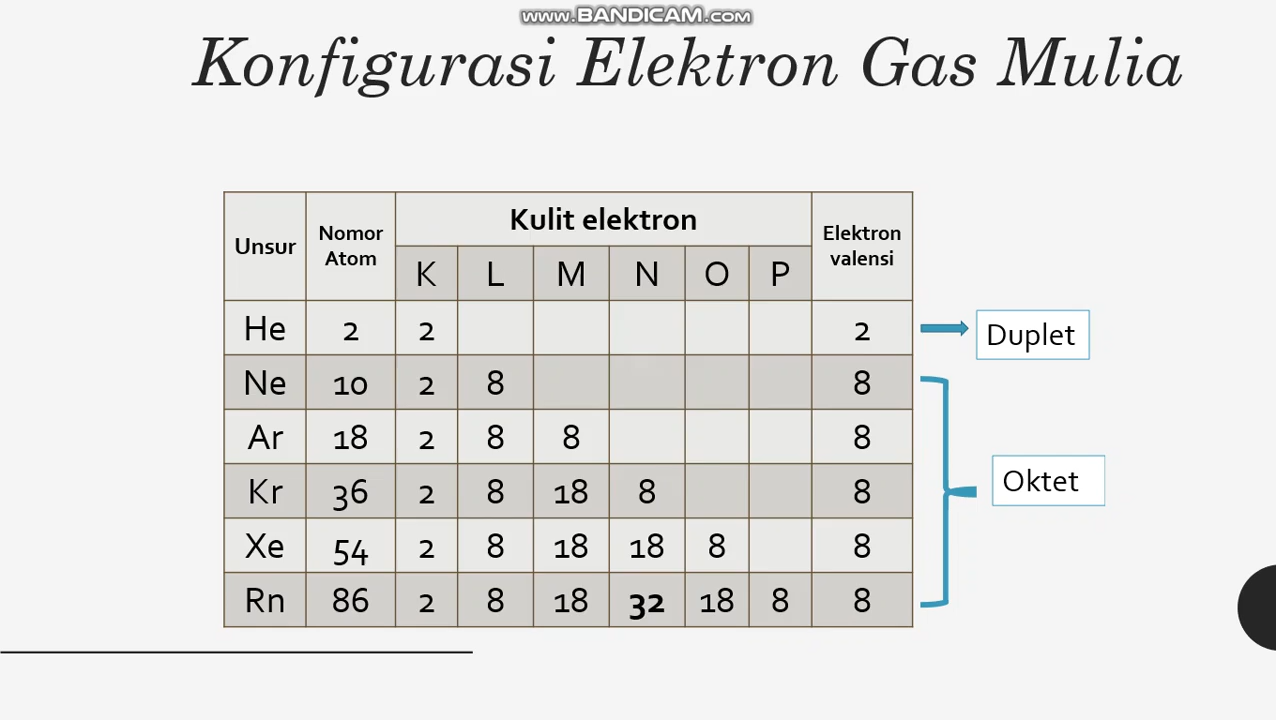 www.BANDICAM.com
Konfigurasi Elektron Gas Mulia
Unsur Nomor Atom Kulit elektron Elektron valensi
K L M N O P
He 2 2 2
Duplet
Ne 10 2 8 8
Ar 18 2 8 8 8
Kr 36 2 8 18 8 8
Oktet
Xe 54 2 8 18 18 8 8
Rn 86 2 8 18 32 18 8 8